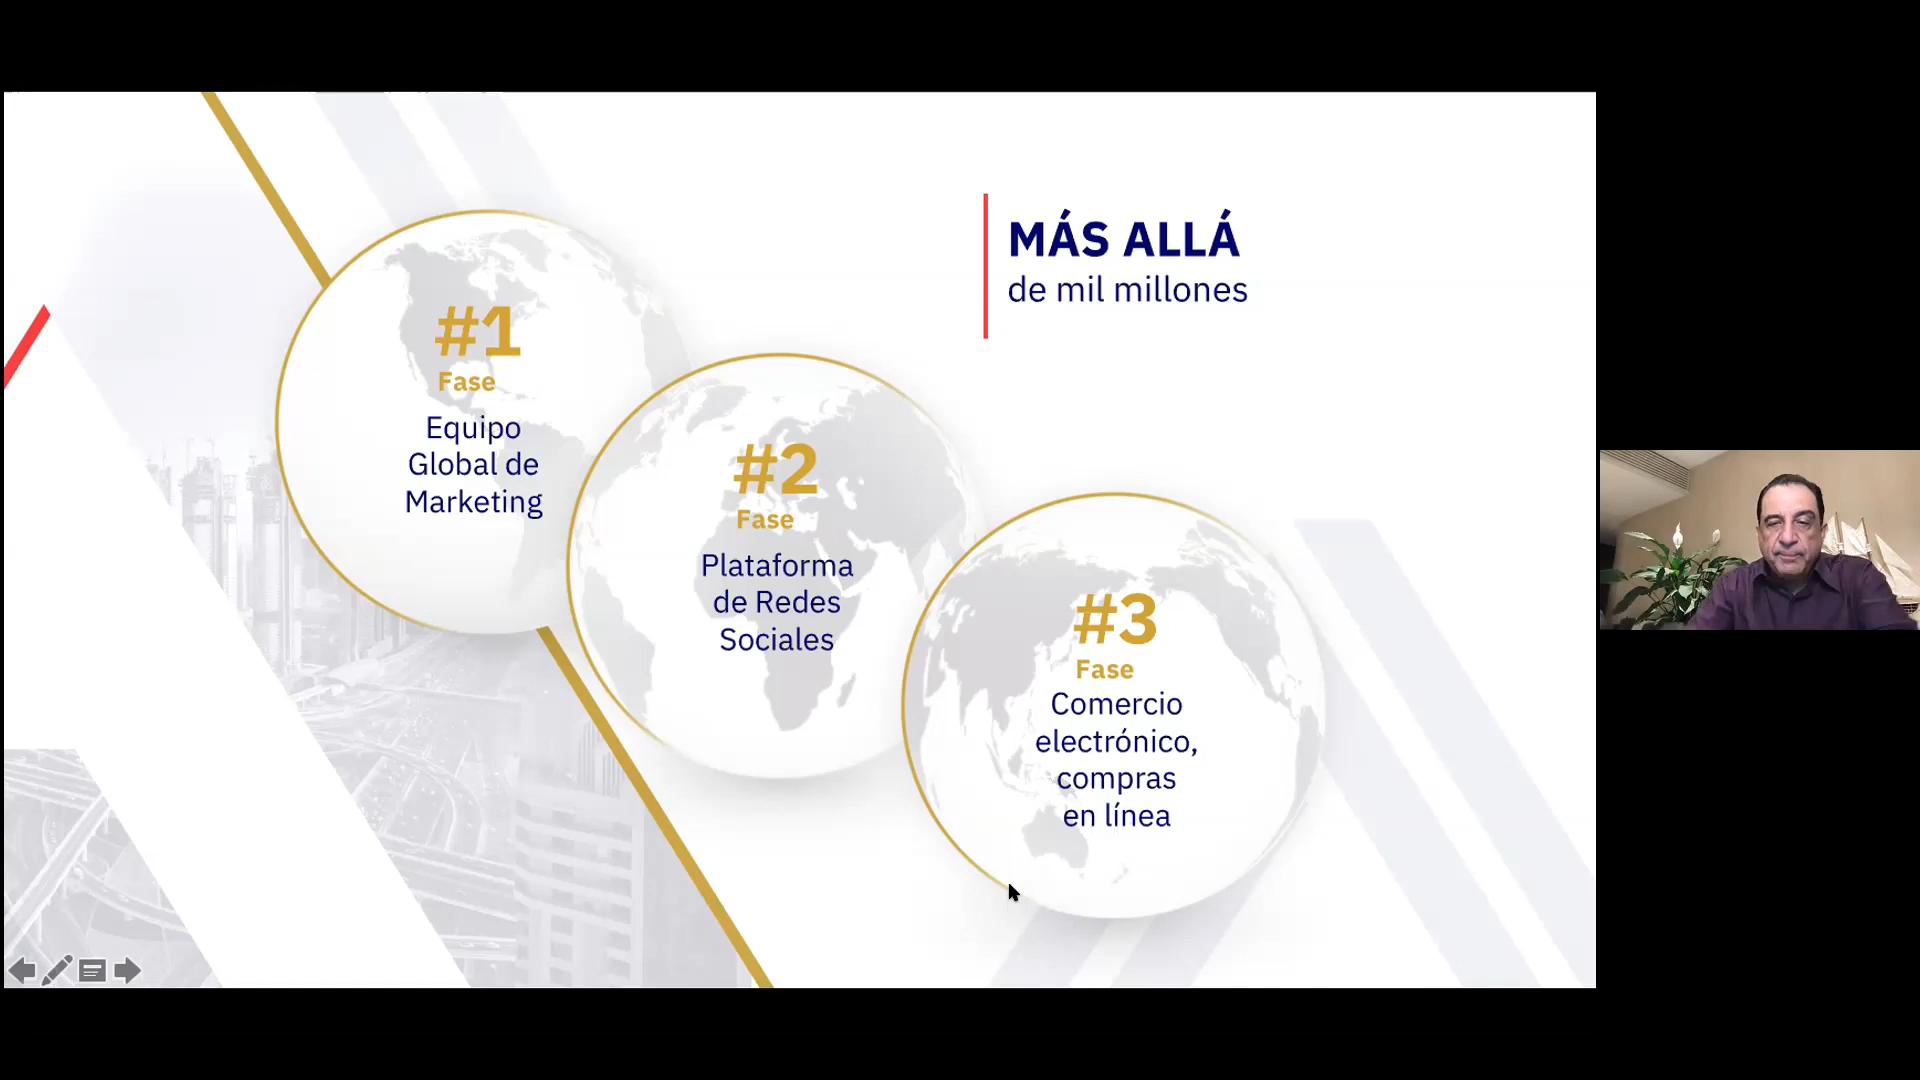 MÁS ALLÁ
de mil millones
#1
Fase
Equipo
Global de
Marketing
#2
Fase
Plataforma
de Redes
Sociales
#3
Fase
Comercio
electrónico,
compras
en línea